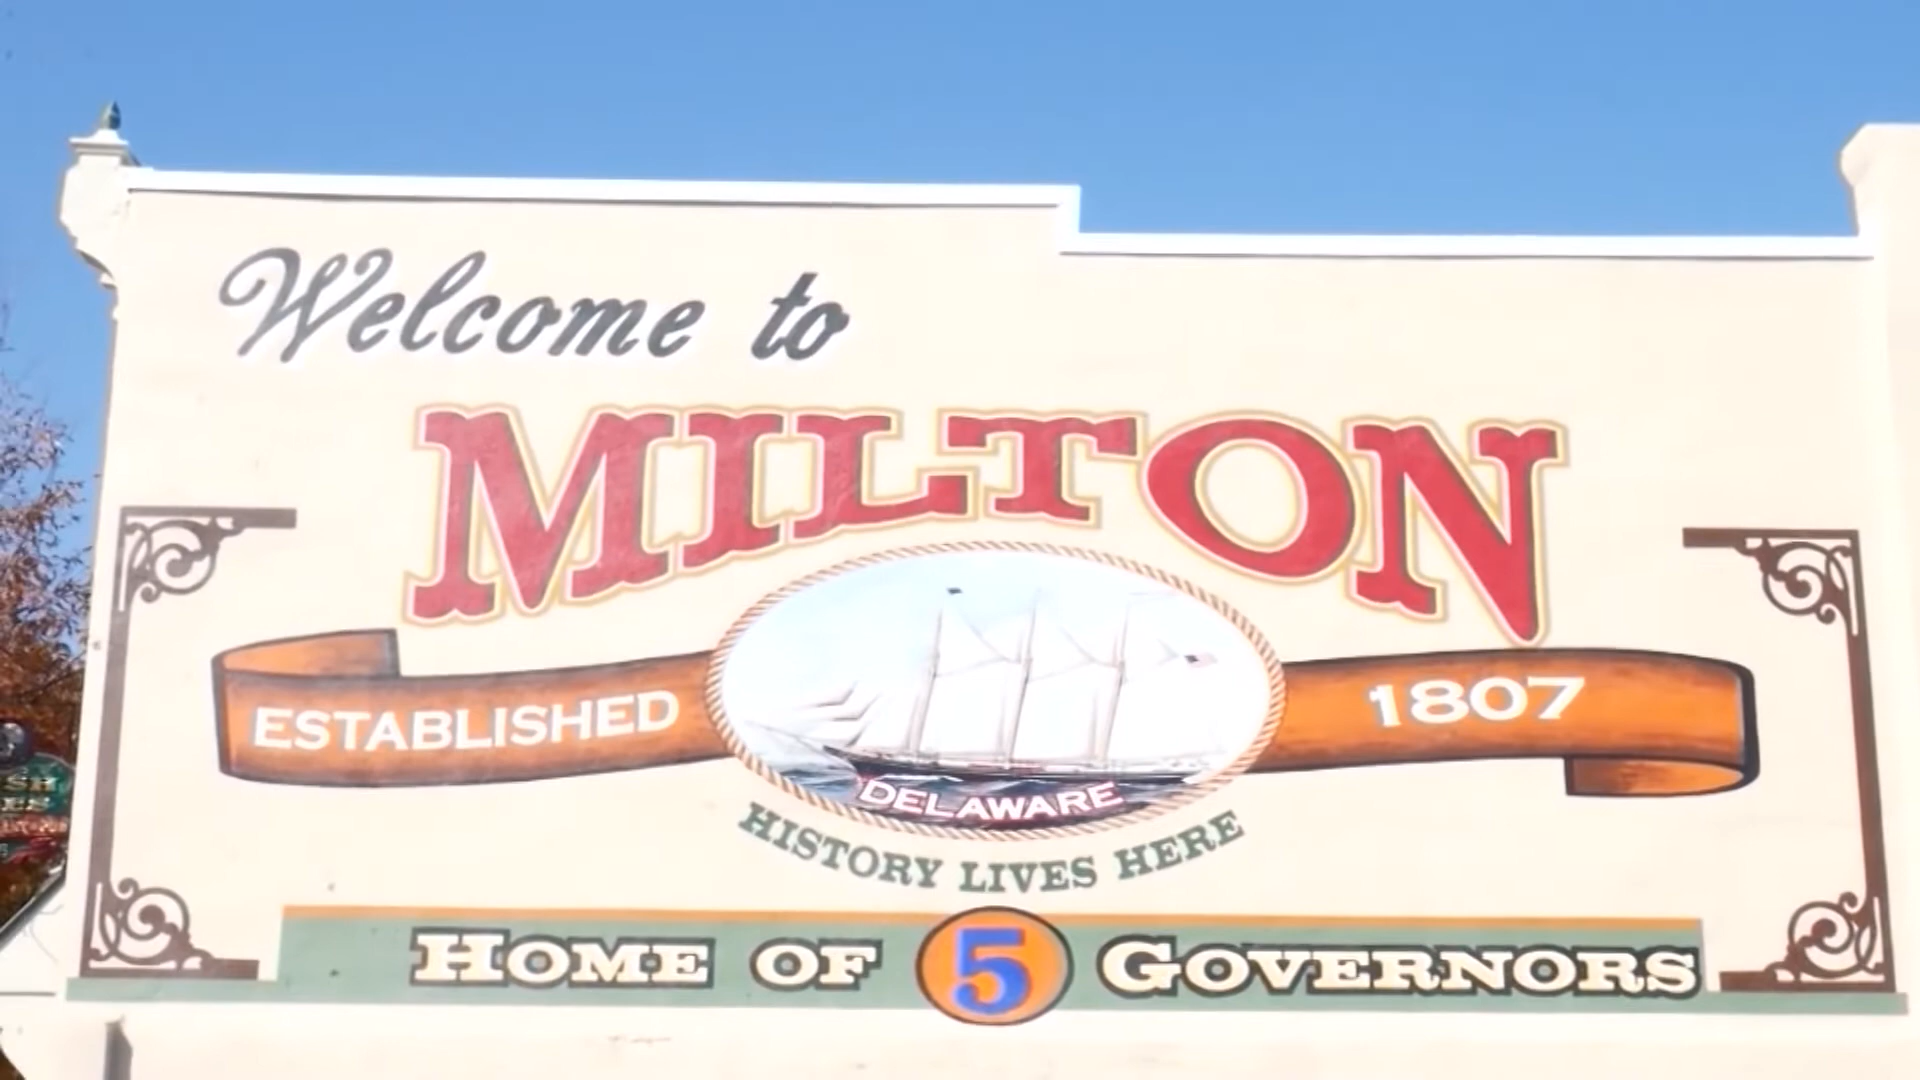 Welcome to
MILTON
ESTABLISHED 1807
DELAWARE
HISTORY LIVES HERE
HOME OF 5 GOVERNORS